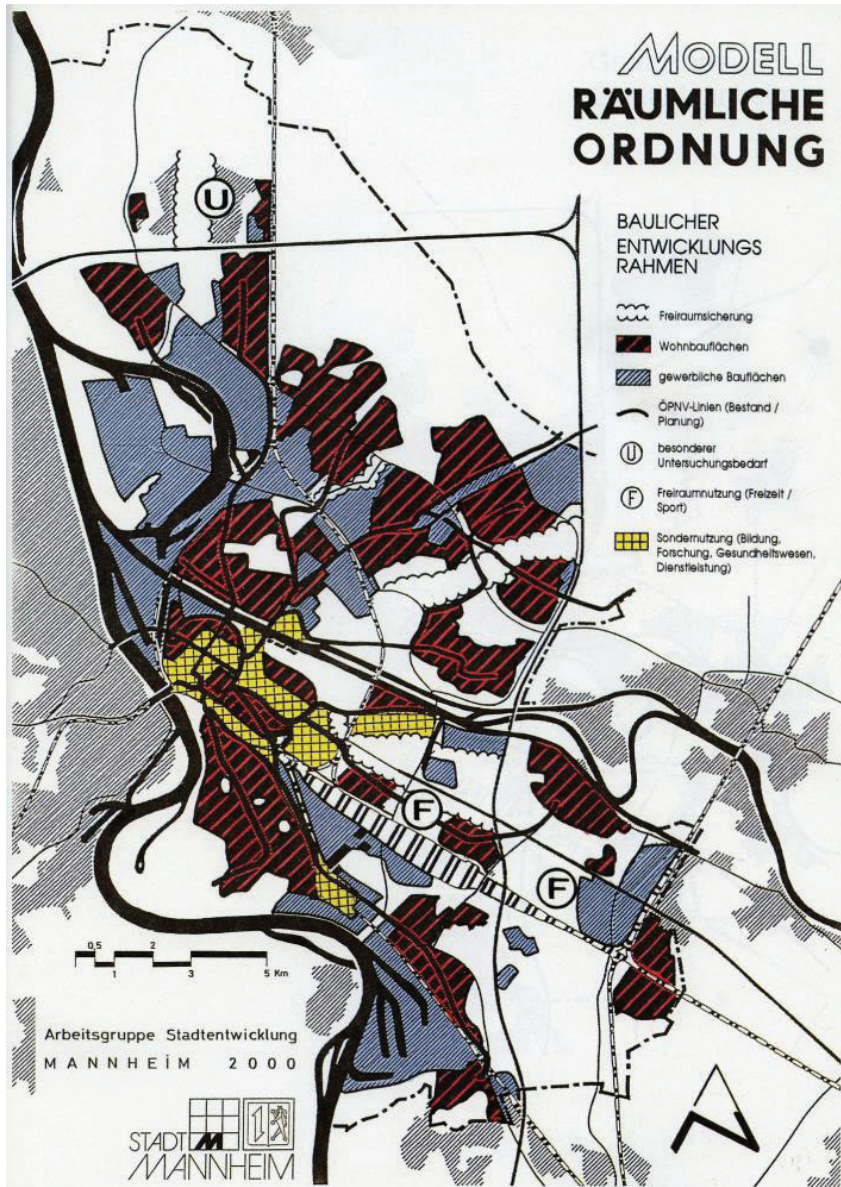 MODELL
RÄUMLICHE
ORDNUNG
BAULICHER
ENTWICKLUNGS
RAHMEN
Freiraumsicherung
Wohnbauflächen
gewerbliche Bauflächen
ÖPNV-Linien (Bestand /
Planung)
U besonderer
Untersuchungsbedarf
F Freiraumnutzung (Freizeit /
Sport)
Sondernutzung (Bildung,
Forschung, Gesundheitswesen,
Dienstleistung)
U
F
F
0,5 2
1 3 5 Km
Arbeitsgruppe Stadtentwicklung
MANNHEİM 2000
STADT M
MANNHEIM
N